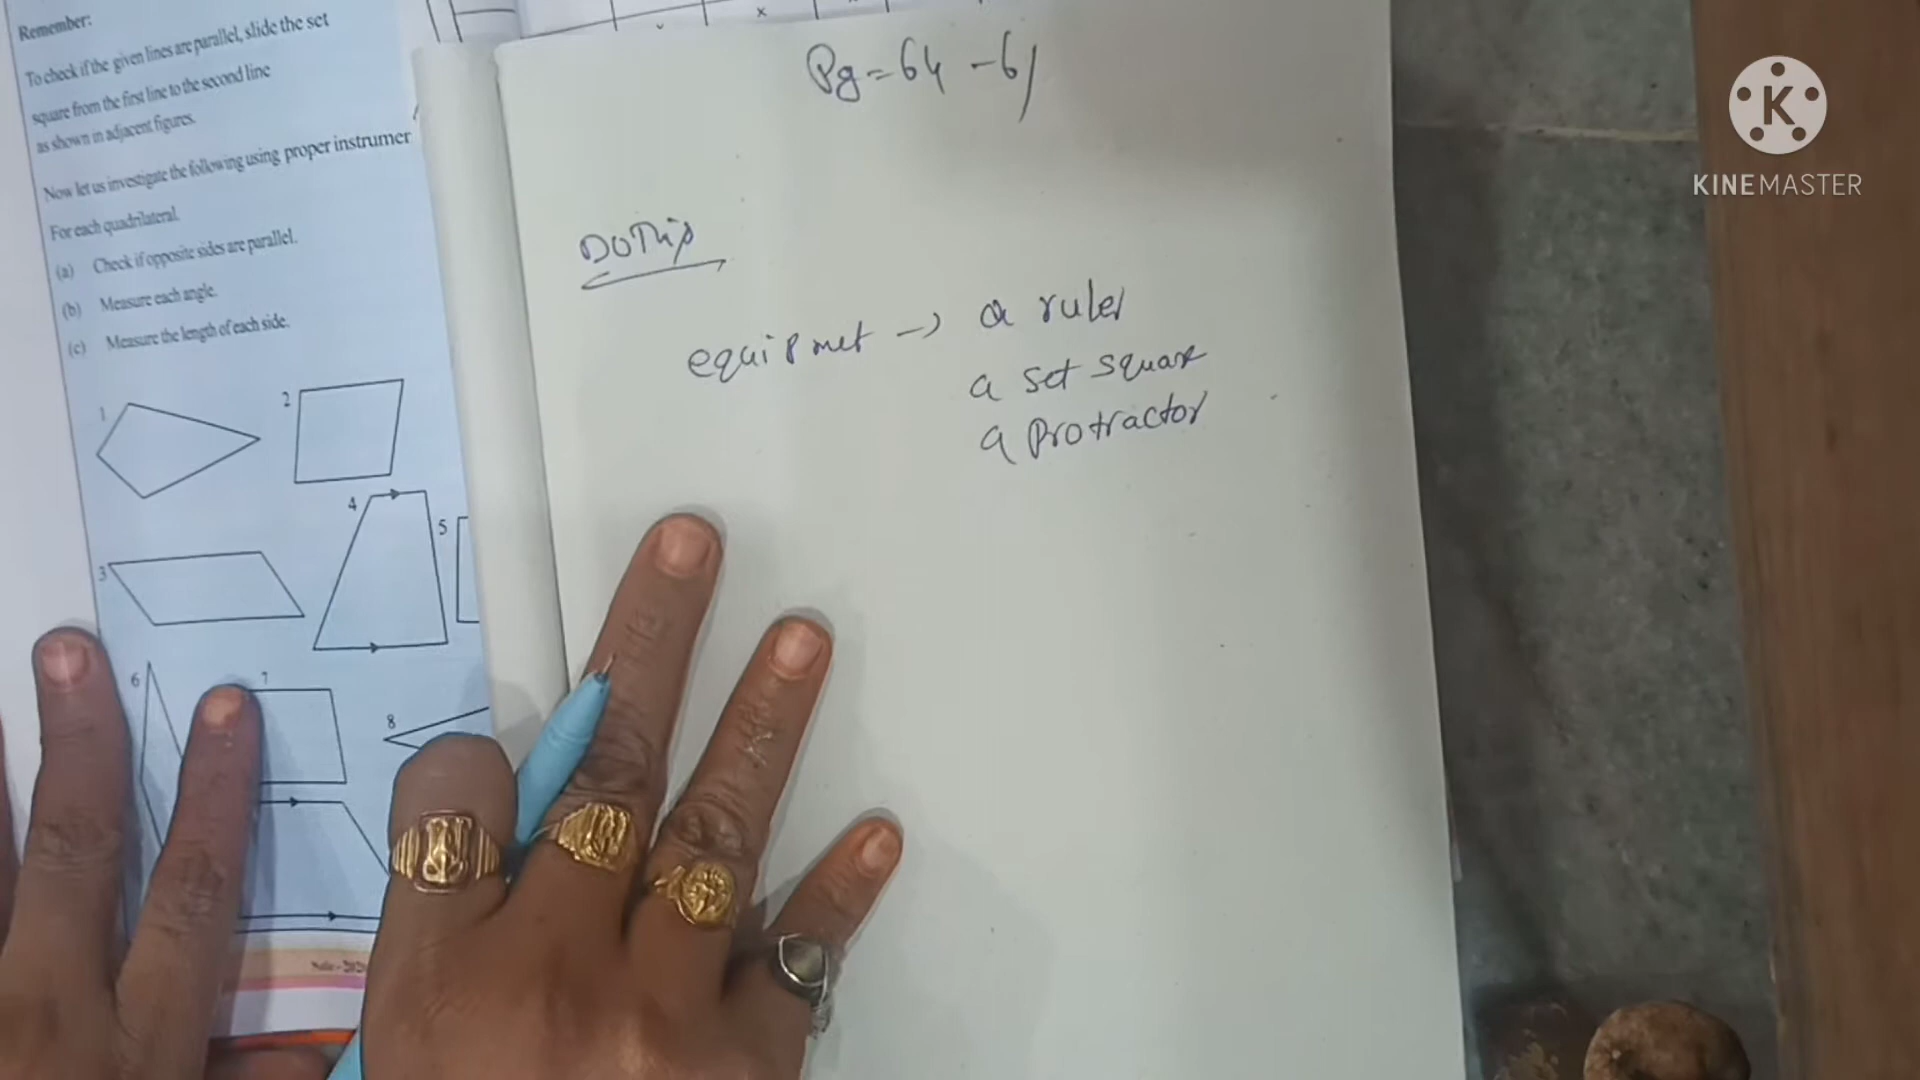 Remember:
To check if the given lines are parallel, slide the set
square from the first line to the second line
as shown in adjacent figures.
Now let us investigate the following using proper instrumer
For each quadrilateral.
(a) Check if opposite sides are parallel.
(b) Measure each angle.
(c) Measure the length of each side.
1
2
3
4
5
6
7
8
x
Pg = 64 - 6)
DO This
equipmet → a ruler
a set square
a Protractor
K
KINEMASTER